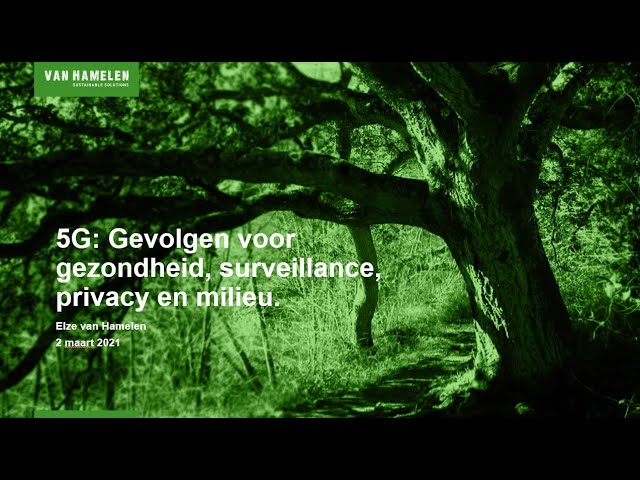 VAN HAMELEN
SUSTAINABLE SOLUTIONS
5G: Gevolgen voor
gezondheid, surveillance,
privacy en milieu.
Elze van Hamelen
2 maart 2021